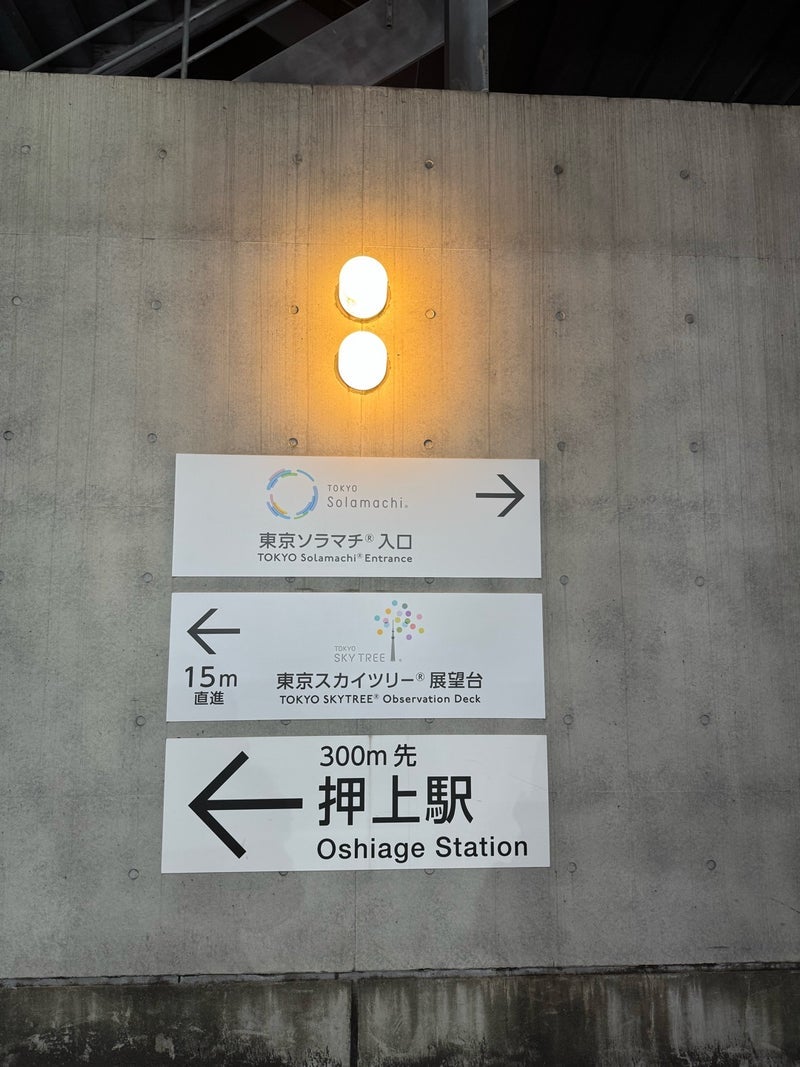 TOKYO
Solamachi®
→
東京ソラマチ® 入口
TOKYO Solamachi® Entrance
←
15m
直進
TOKYO
SKYTREE®
東京スカイツリー® 展望台
TOKYO SKYTREE® Observation Deck
←
300m 先
押上駅
Oshiage Station